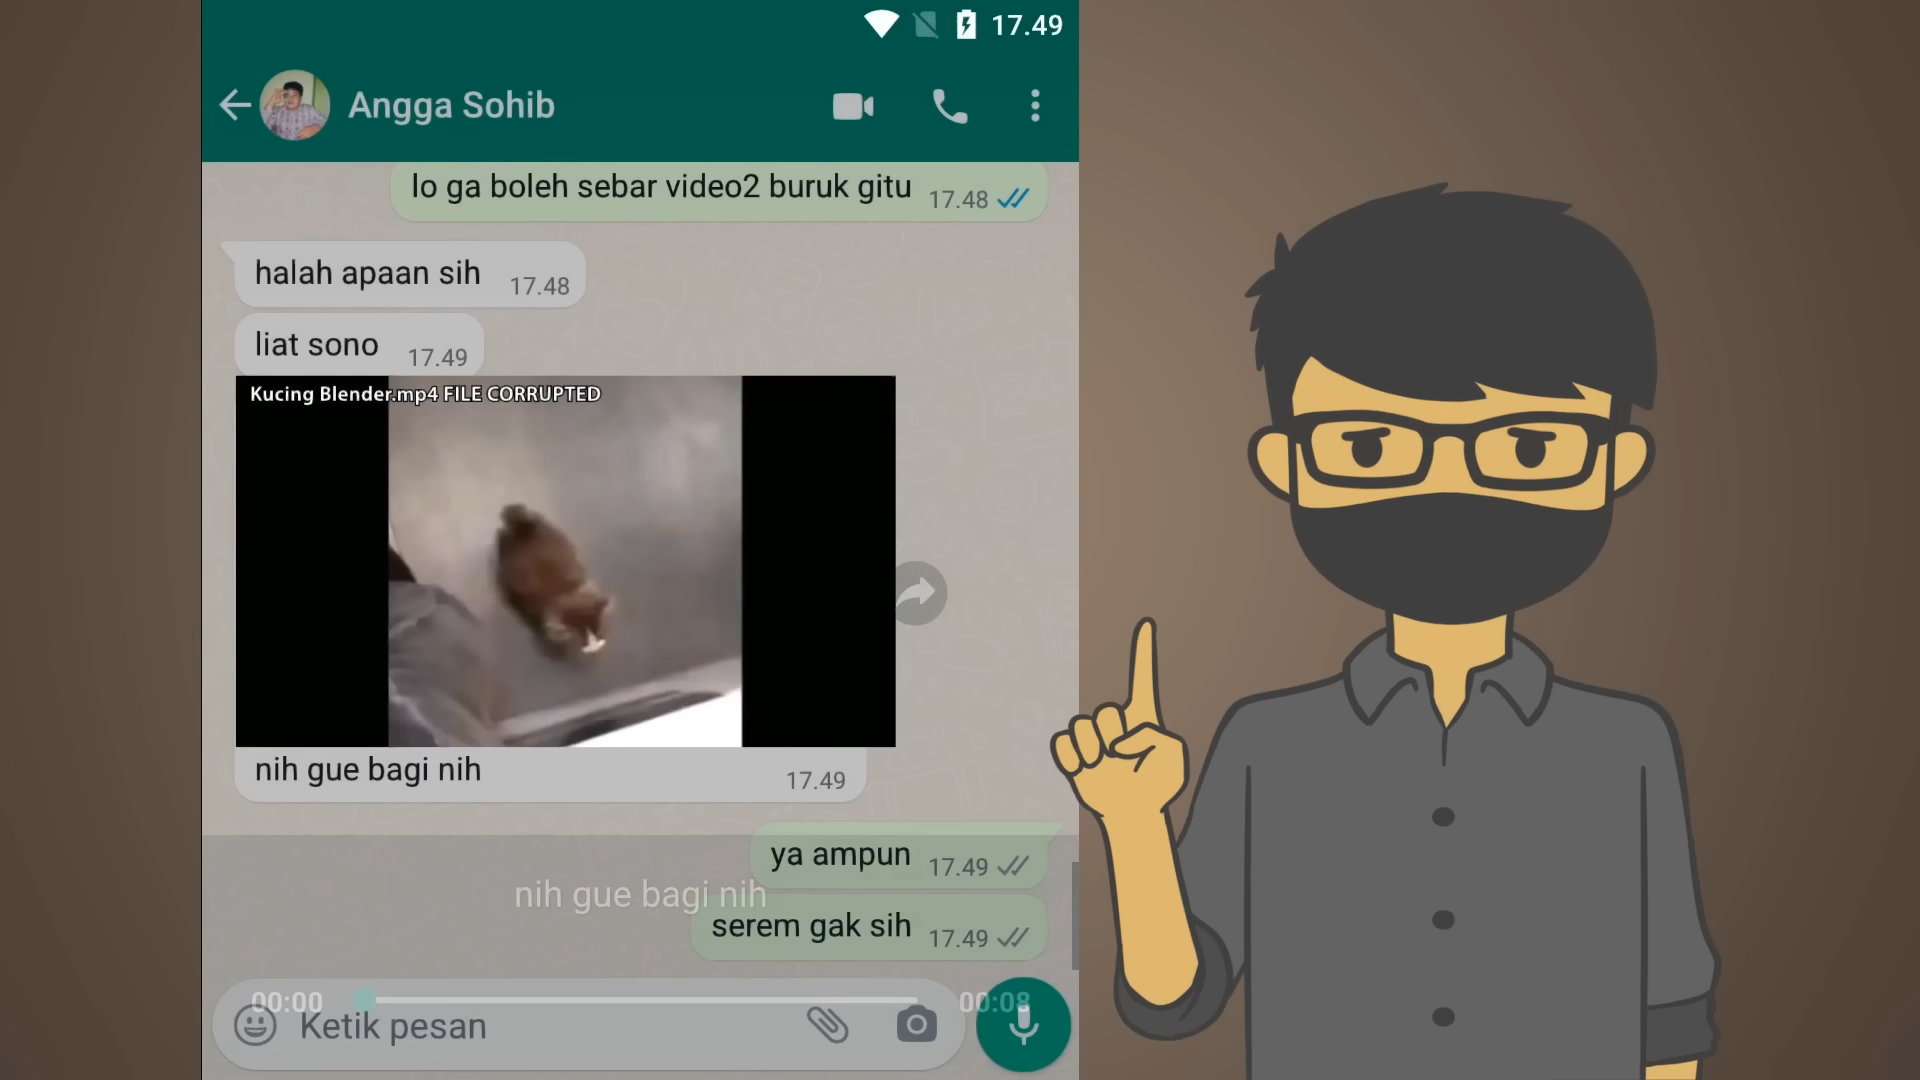 17.49
Angga Sohib
lo ga boleh sebar video2 buruk gitu 17.48
halah apaan sih 17.48
liat sono 17.49
Kucing Blender.mp4 FILE CORRUPTED
nih gue bagi nih 17.49
ya ampun 17.49
nih gue bagi nih
serem gak sih 17.49
00:00 00:08
Ketik pesan